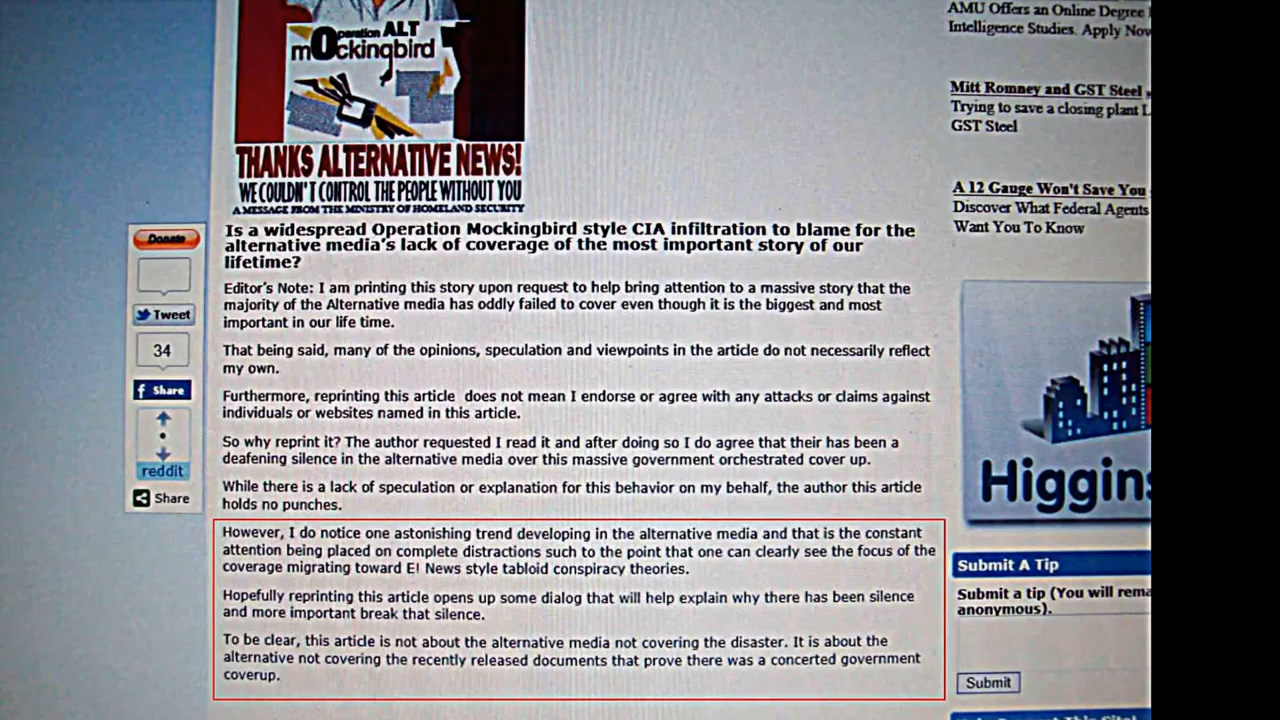 Operation ALT
mOckingbird
THANKS ALTERNATIVE NEWS!
WE COULDN'T CONTROL THE PEOPLE WITHOUT YOU
A MESSAGE FROM THE MINISTRY OF HOMELAND SECURITY
Is a widespread Operation Mockingbird style CIA infiltration to blame for the
alternative media's lack of coverage of the most important story of our
lifetime?
Editor's Note: I am printing this story upon request to help bring attention to a massive story that the
majority of the Alternative media has oddly failed to cover even though it is the biggest and most
important in our life time.
That being said, many of the opinions, speculation and viewpoints in the article do not necessarily reflect
my own.
Furthermore, reprinting this article does not mean I endorse or agree with any attacks or claims against
individuals or websites named in this article.
So why reprint it? The author requested I read it and after doing so I do agree that their has been a
deafening silence in the alternative media over this massive government orchestrated cover up.
While there is a lack of speculation or explanation for this behavior on my behalf, the author this article
holds no punches.
However, I do notice one astonishing trend developing in the alternative media and that is the constant
attention being placed on complete distractions such to the point that one can clearly see the focus of the
coverage migrating toward E! News style tabloid conspiracy theories.
Hopefully reprinting this article opens up some dialog that will help explain why there has been silence
and more important break that silence.
To be clear, this article is not about the alternative media not covering the disaster. It is about the
alternative not covering the recently released documents that prove there was a concerted government
coverup.
Donate
Tweet
34
Share
reddit
Share
AMU Offers an Online Degree
Intelligence Studies. Apply Now
Mitt Romney and GST Steel
Trying to save a closing plant L
GST Steel
A 12 Gauge Won't Save You
Discover What Federal Agents
Want You To Know
Higgins
Submit A Tip
Submit a tip (You will rema
anonymous).
Submit